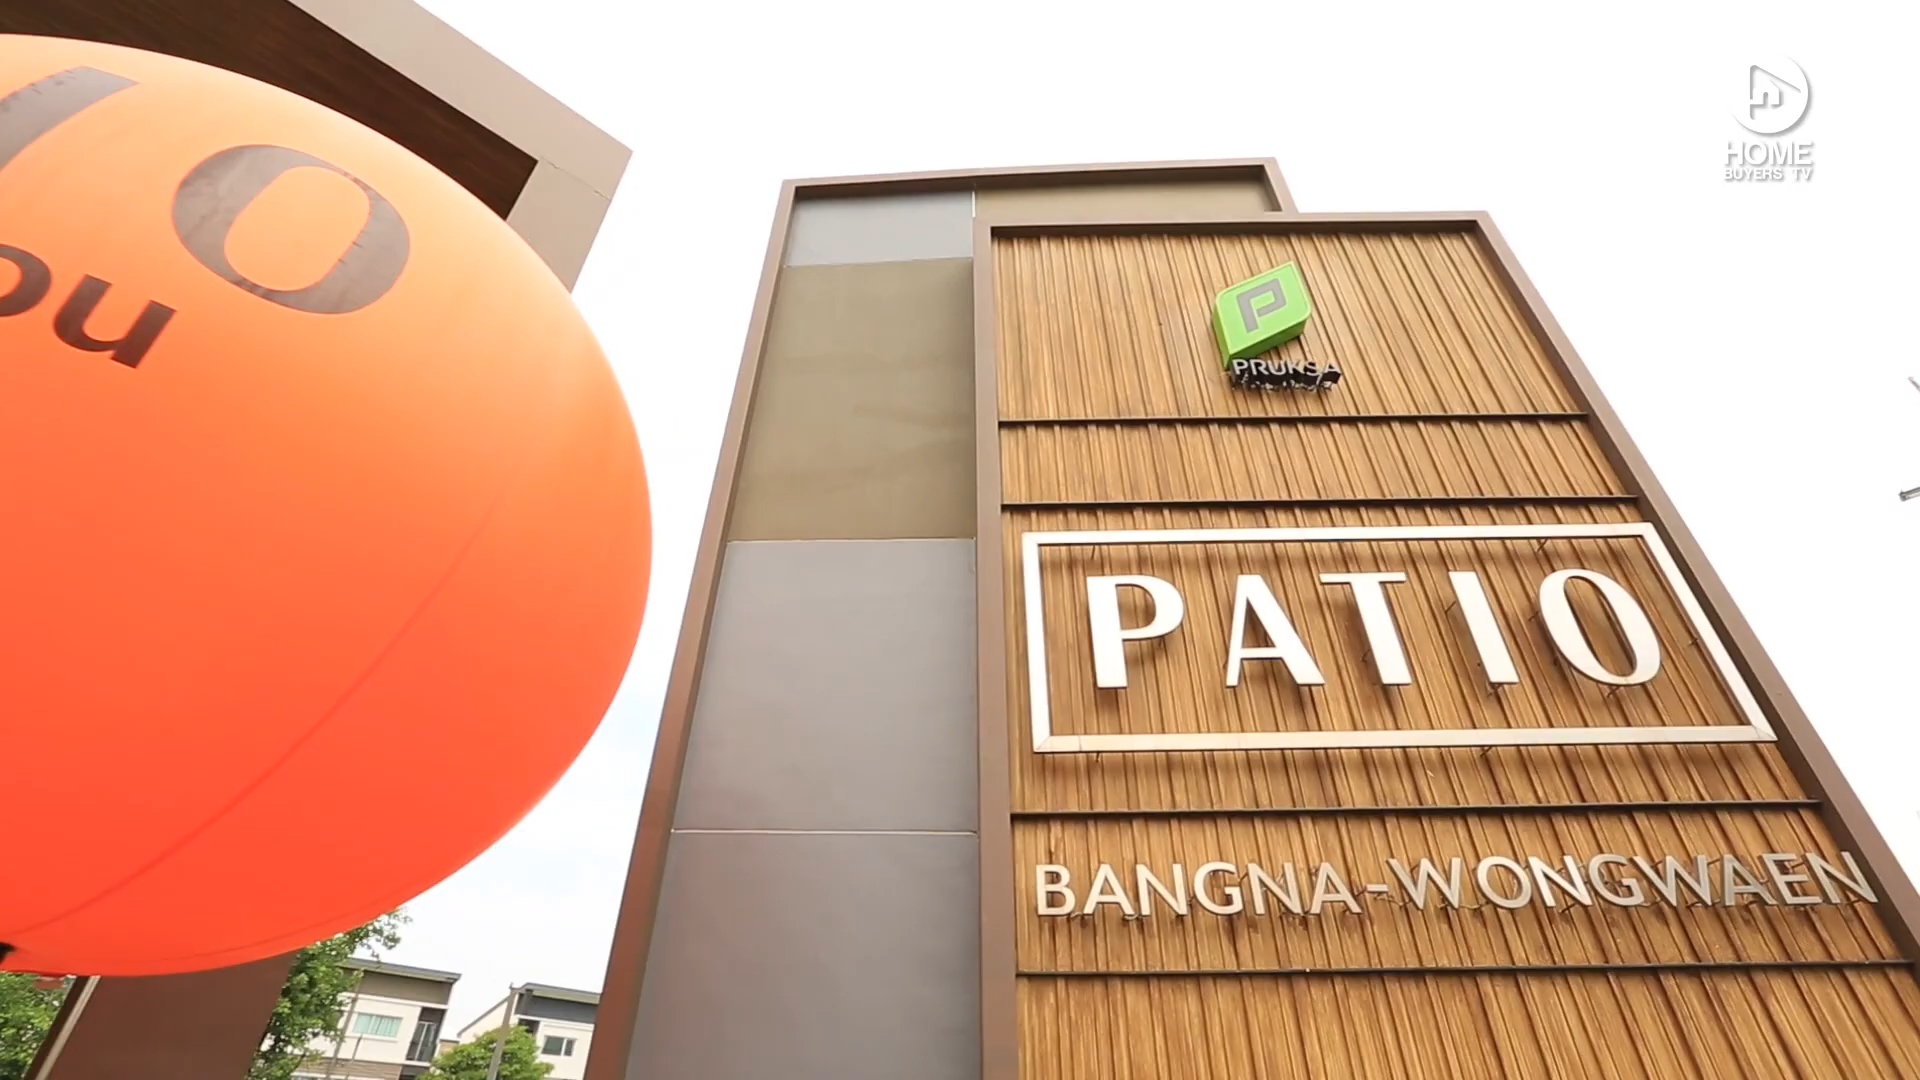 HOME
BUYERS TV
PRUKSA
PATIO
BANGNA-WONGWAEN